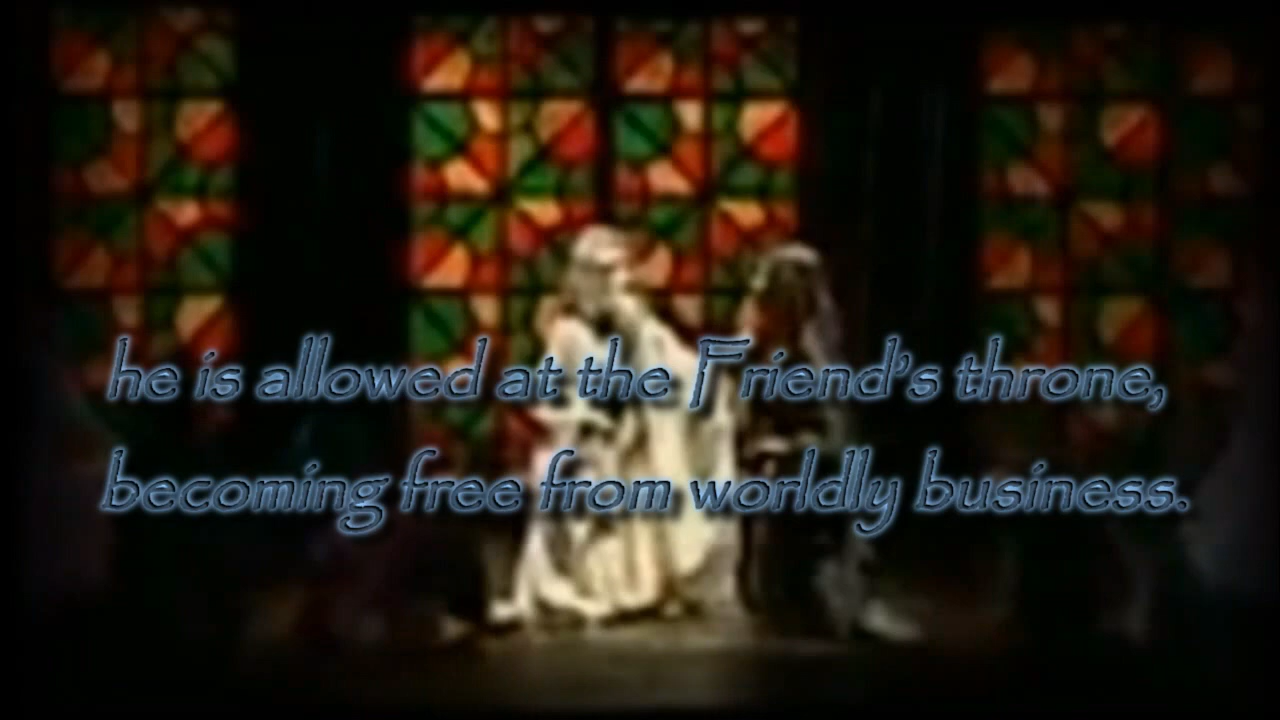 he is allowed at the Friend's throne,
becoming free from worldly business.